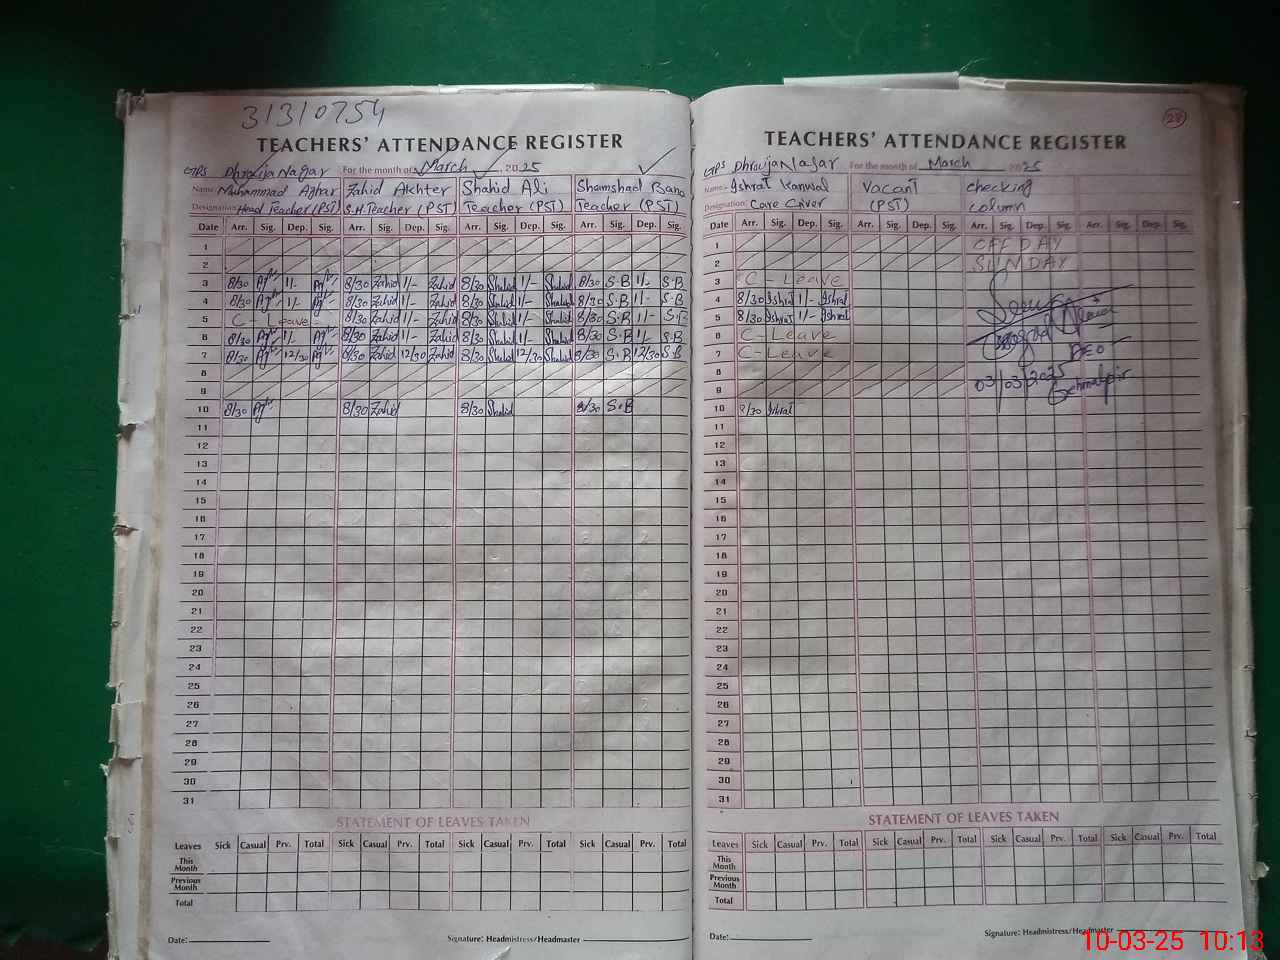 31310754
TEACHERS' ATTENDANCE REGISTER
GPS Dhraija Nagar For the month of March, 2025
Name Muhammad Azhar Zahid Akhter Shahid Ali Shamshad Bano
Designation Head Teacher (PST) S.H.Teacher (PST) Teacher (PST) Teacher (PST)
Date Arr. Sig. Dep. Sig. Arr. Sig. Dep. Sig. Arr. Sig. Dep. Sig. Arr. Sig. Dep. Sig.
1
2
3 8/30 1/- 8/30 Zahid 1/- Zahid 8/30 Shahid 1/- Shahid 8/30 S.B 1/- S.B
4 8/30 1/- 8/30 Zahid 1/- Zahid 8/30 Shahid 1/- Shahid 8/30 S.B 1/- S.B
5 C - Leave 8/30 Zahid 1/- Zahid 8/30 Shahid 1/- Shahid 8/30 S.B 1/- S.B
6 8/30 1/- 8/30 Zahid 1/- Zahid 8/30 Shahid 1/- Shahid 8/30 S.B 1/- S.B
7 8/30 12/30 8/30 Zahid 12/30 Zahid 8/30 Shahid 12/30 Shahid 8/30 S.B 12/30 S.B
8
9
10 8/30 8/30 Zahid 8/30 Shahid 8/30 S.B
11
12
13
14
15
16
17
18
19
20
21
22
23
24
25
26
27
28
29
30
31
STATEMENT OF LEAVES TAKEN
Leaves Sick Casual Prv. Total Sick Casual Prv. Total Sick Casual Prv. Total Sick Casual Prv. Total
This Month
Previous Month
Total
Date: Signature: Headmistress/Headmaster
28
TEACHERS' ATTENDANCE REGISTER
GPS Dhraija Nagar For the month of March 2025
Name Ishrat Kanwal Vacant checking
Designation Care Giver (PST) column
Date Arr. Sig. Dep. Sig. Arr. Sig. Dep. Sig. Arr. Sig. Dep. Sig. Arr. Sig. Dep. Sig.
1 OFF DAY
2 SUNDAY
3 C - Leave
4 8/30 Ishrat 1/- Ishrat
5 8/30 Ishrat 1/- Ishrat
6 C - Leave
7 C - Leave DEO
8 03/03/2025
9
10 8/30 Ishrat
11
12
13
14
15
16
17
18
19
20
21
22
23
24
25
26
27
28
29
30
31
STATEMENT OF LEAVES TAKEN
Leaves Sick Casual Prv. Total Sick Casual Prv. Total Sick Casual Prv. Total Sick Casual Prv. Total
This Month
Previous Month
Total
Date: Signature: Headmistress/Headmaster
10-03-25 10:13